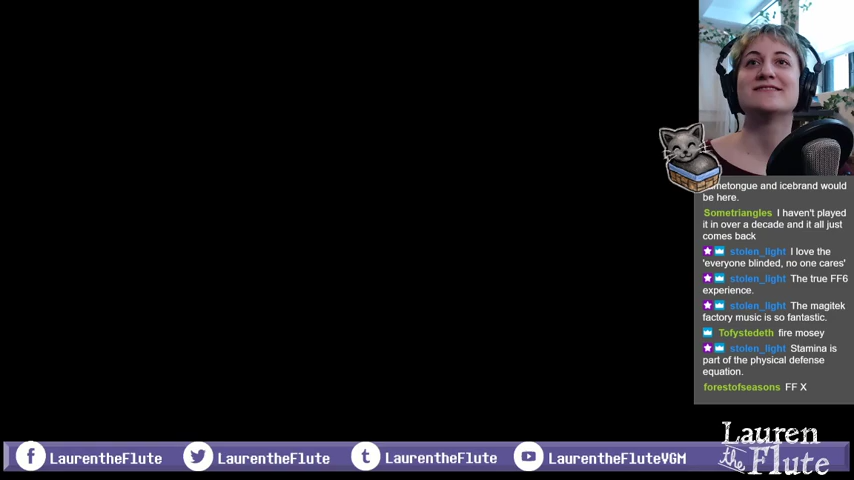 metongue and icebrand would
be here.
Sometriangles I haven't played
it in over a decade and it all just
comes back
stolen_light I love the
'everyone blinded, no one cares'
stolen_light The true FF6
experience.
stolen_light The magitek
factory music is so fantastic.
Tofystedeth fire mosey
stolen_light Stamina is
part of the physical defense
equation.
forestofseasons FF X
LaurentheFlute
LaurentheFlute
LaurentheFlute
LaurentheFluteVGM
Lauren
the Flute